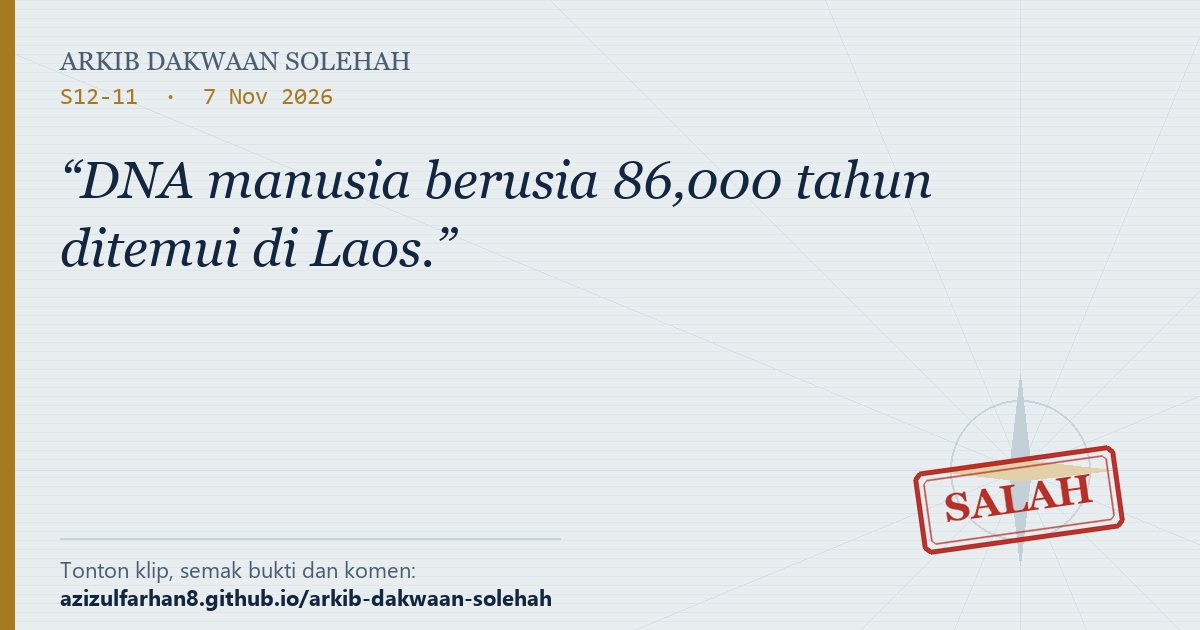 ARKIB DAKWAAN SOLEHAH
S12-11 · 7 Nov 2026
“DNA manusia berusia 86,000 tahun
ditemui di Laos.”
SALAH
Tonton klip, semak bukti dan komen:
azizulfarhan8.github.io/arkib-dakwaan-solehah